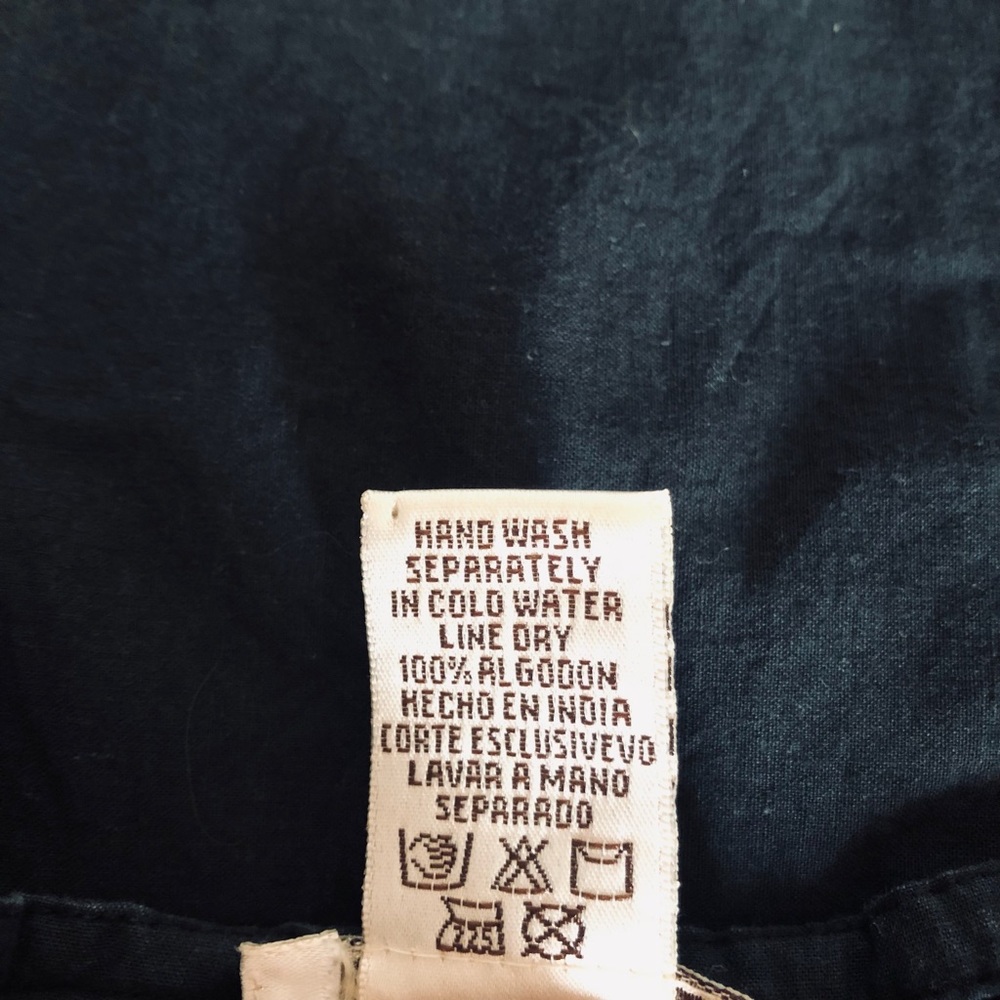 HAND WASH
SEPARATELY
IN COLD WATER
LINE DRY
100% ALGODON
HECHO EN INDIA
CORTE ESCLUSIVEVO
LAVAR A MANO
SEPARADO